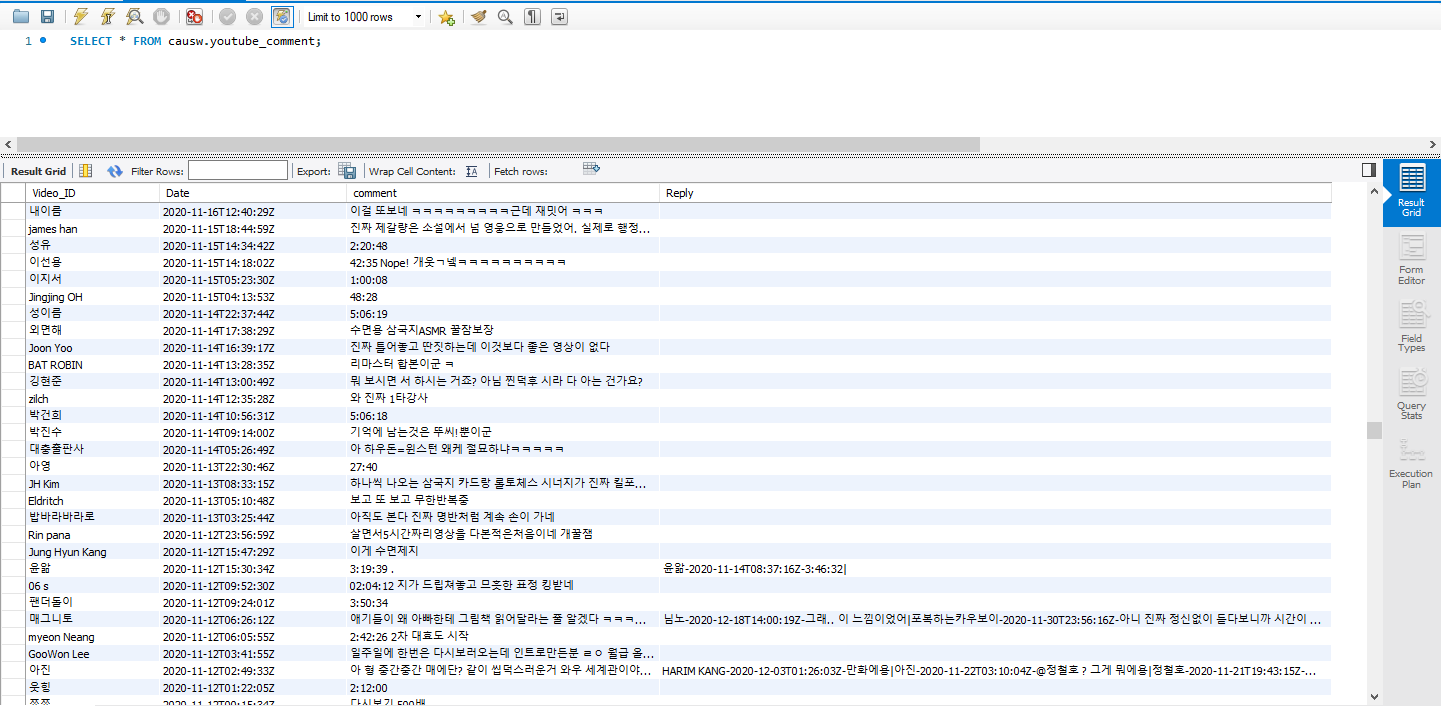 Limit to 1000 rows
1 SELECT * FROM causw.youtube_comment;
Result Grid Filter Rows: Export: Wrap Cell Content: Fetch rows:
Video_ID Date comment Reply
내이름 2020-11-16T12:40:29Z 이걸 또보네 ㅋㅋㅋㅋㅋㅋㅋㅋㅋ근데 재밋어 ㅋㅋㅋ
james han 2020-11-15T18:44:59Z 진짜 제갈량은 소설에서 넘 영웅으로 만들었어. 실제로 행정...
성유 2020-11-15T14:34:42Z 2:20:48
이선용 2020-11-15T14:18:02Z 42:35 Nope! 개웃ㄱ넼ㅋㅋㅋㅋㅋㅋㅋㅋㅋㅋ
이지서 2020-11-15T05:23:30Z 1:00:08
Jingjing OH 2020-11-15T04:13:53Z 48:28
성이름 2020-11-14T22:37:44Z 5:06:19
외면해 2020-11-14T17:38:29Z 수면용 삼국지ASMR 꿀잠보장
Joon Yoo 2020-11-14T16:39:17Z 진짜 틀어놓고 딴짓하는데 이것보다 좋은 영상이 없다
BAT ROBIN 2020-11-14T13:28:35Z 리마스터 합본이군 ㅋ
김현준 2020-11-14T13:00:49Z 뭐 보시면 서 하시는 거죠? 아님 찐덕후 시라 다 아는 건가요?
zilch 2020-11-14T12:35:28Z 와 진짜 1타강사
박건희 2020-11-14T10:56:31Z 5:06:18
박진수 2020-11-14T09:14:00Z 기억에 남는것은 뚜씨!뿐이군
대충출판사 2020-11-14T05:26:49Z 아 하우돈=윈스턴 왜케 절묘하냐ㅋㅋㅋㅋㅋ
아영 2020-11-13T22:30:46Z 27:40
JH Kim 2020-11-13T08:33:15Z 하나씩 나오는 삼국지 카드랑 롤토체스 시너지가 진짜 킬포...
Eldritch 2020-11-13T05:10:48Z 보고 또 보고 무한반복중
밥바라바라로 2020-11-13T03:25:44Z 아직도 본다 진짜 명반처럼 계속 손이 가네
Rin pana 2020-11-12T23:56:59Z 살면서5시간짜리영상을 다본적은처음이네 개꿀잼
Jung Hyun Kang 2020-11-12T15:47:29Z 이게 수면제지
윤앎 2020-11-12T15:30:34Z 3:19:39 . 윤앎-2020-11-14T08:37:16Z-3:46:32|
06 s 2020-11-12T09:52:30Z 02:04:12 지가 드립쳐놓고 므흣한 표정 킹받네
팬더돌이 2020-11-12T09:24:01Z 3:50:34
매그니토 2020-11-12T06:26:12Z 애기들이 왜 아빠한테 그림책 읽어달라는 줄 알겠다 ㅋㅋㅋ... 님노-2020-12-18T14:00:19Z-그래.. 이 느낌이었어|포복하는카우보이-2020-11-30T23:56:16Z-아니 진짜 정신없이 듣다보니까 시간이 ...
myeon Neang 2020-11-12T06:05:55Z 2:42:26 2차 대효도 시작
GooWon Lee 2020-11-12T03:41:55Z 일주일에 한번은 다시보러오는데 인트로만든분 ㄹㅇ 월급 올...
아진 2020-11-12T02:49:33Z 아 형 중간중간 매에단? 같이 씹덕스러운거 와우 세계관이야... HARIM KANG-2020-12-03T01:26:03Z-만화에용|아진-2020-11-22T03:10:04Z-@정철호 ? 그게 뭐에용|정철호-2020-11-21T19:43:15Z-...
웃힝 2020-11-12T01:22:05Z 2:12:00
2020-11-12T00:15:34Z 다시보기 500배
Result
Grid
Form
Editor
Field
Types
Query
Stats
Execution
Plan